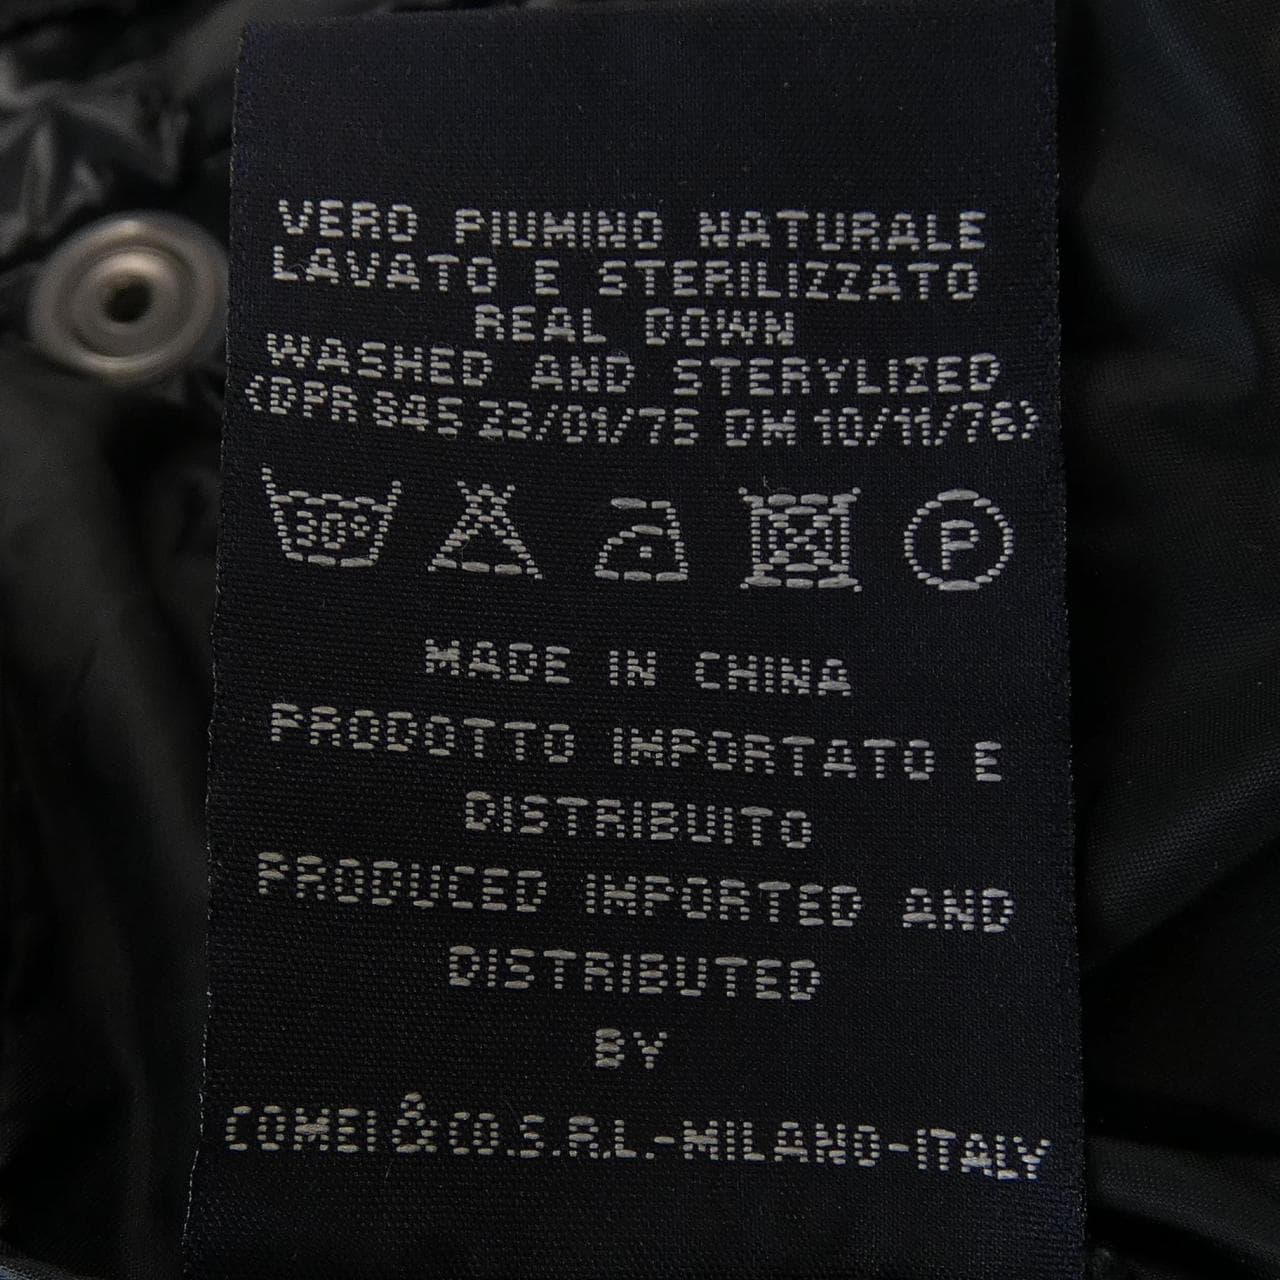 VERO PIUMINO NATURALE
LAVATO E STERILIZZATO
REAL DOWN
WASHED AND STERYLIZED
(DPR 845 23/01/75 DM 10/11/76)
30°
P
MADE IN CHINA
PRODOTTO IMPORTATO E
DISTRIBUITO
PRODUCED IMPORTED AND
DISTRIBUTED
BY
COMEI&CO.S.R.L.-MILANO-ITALY